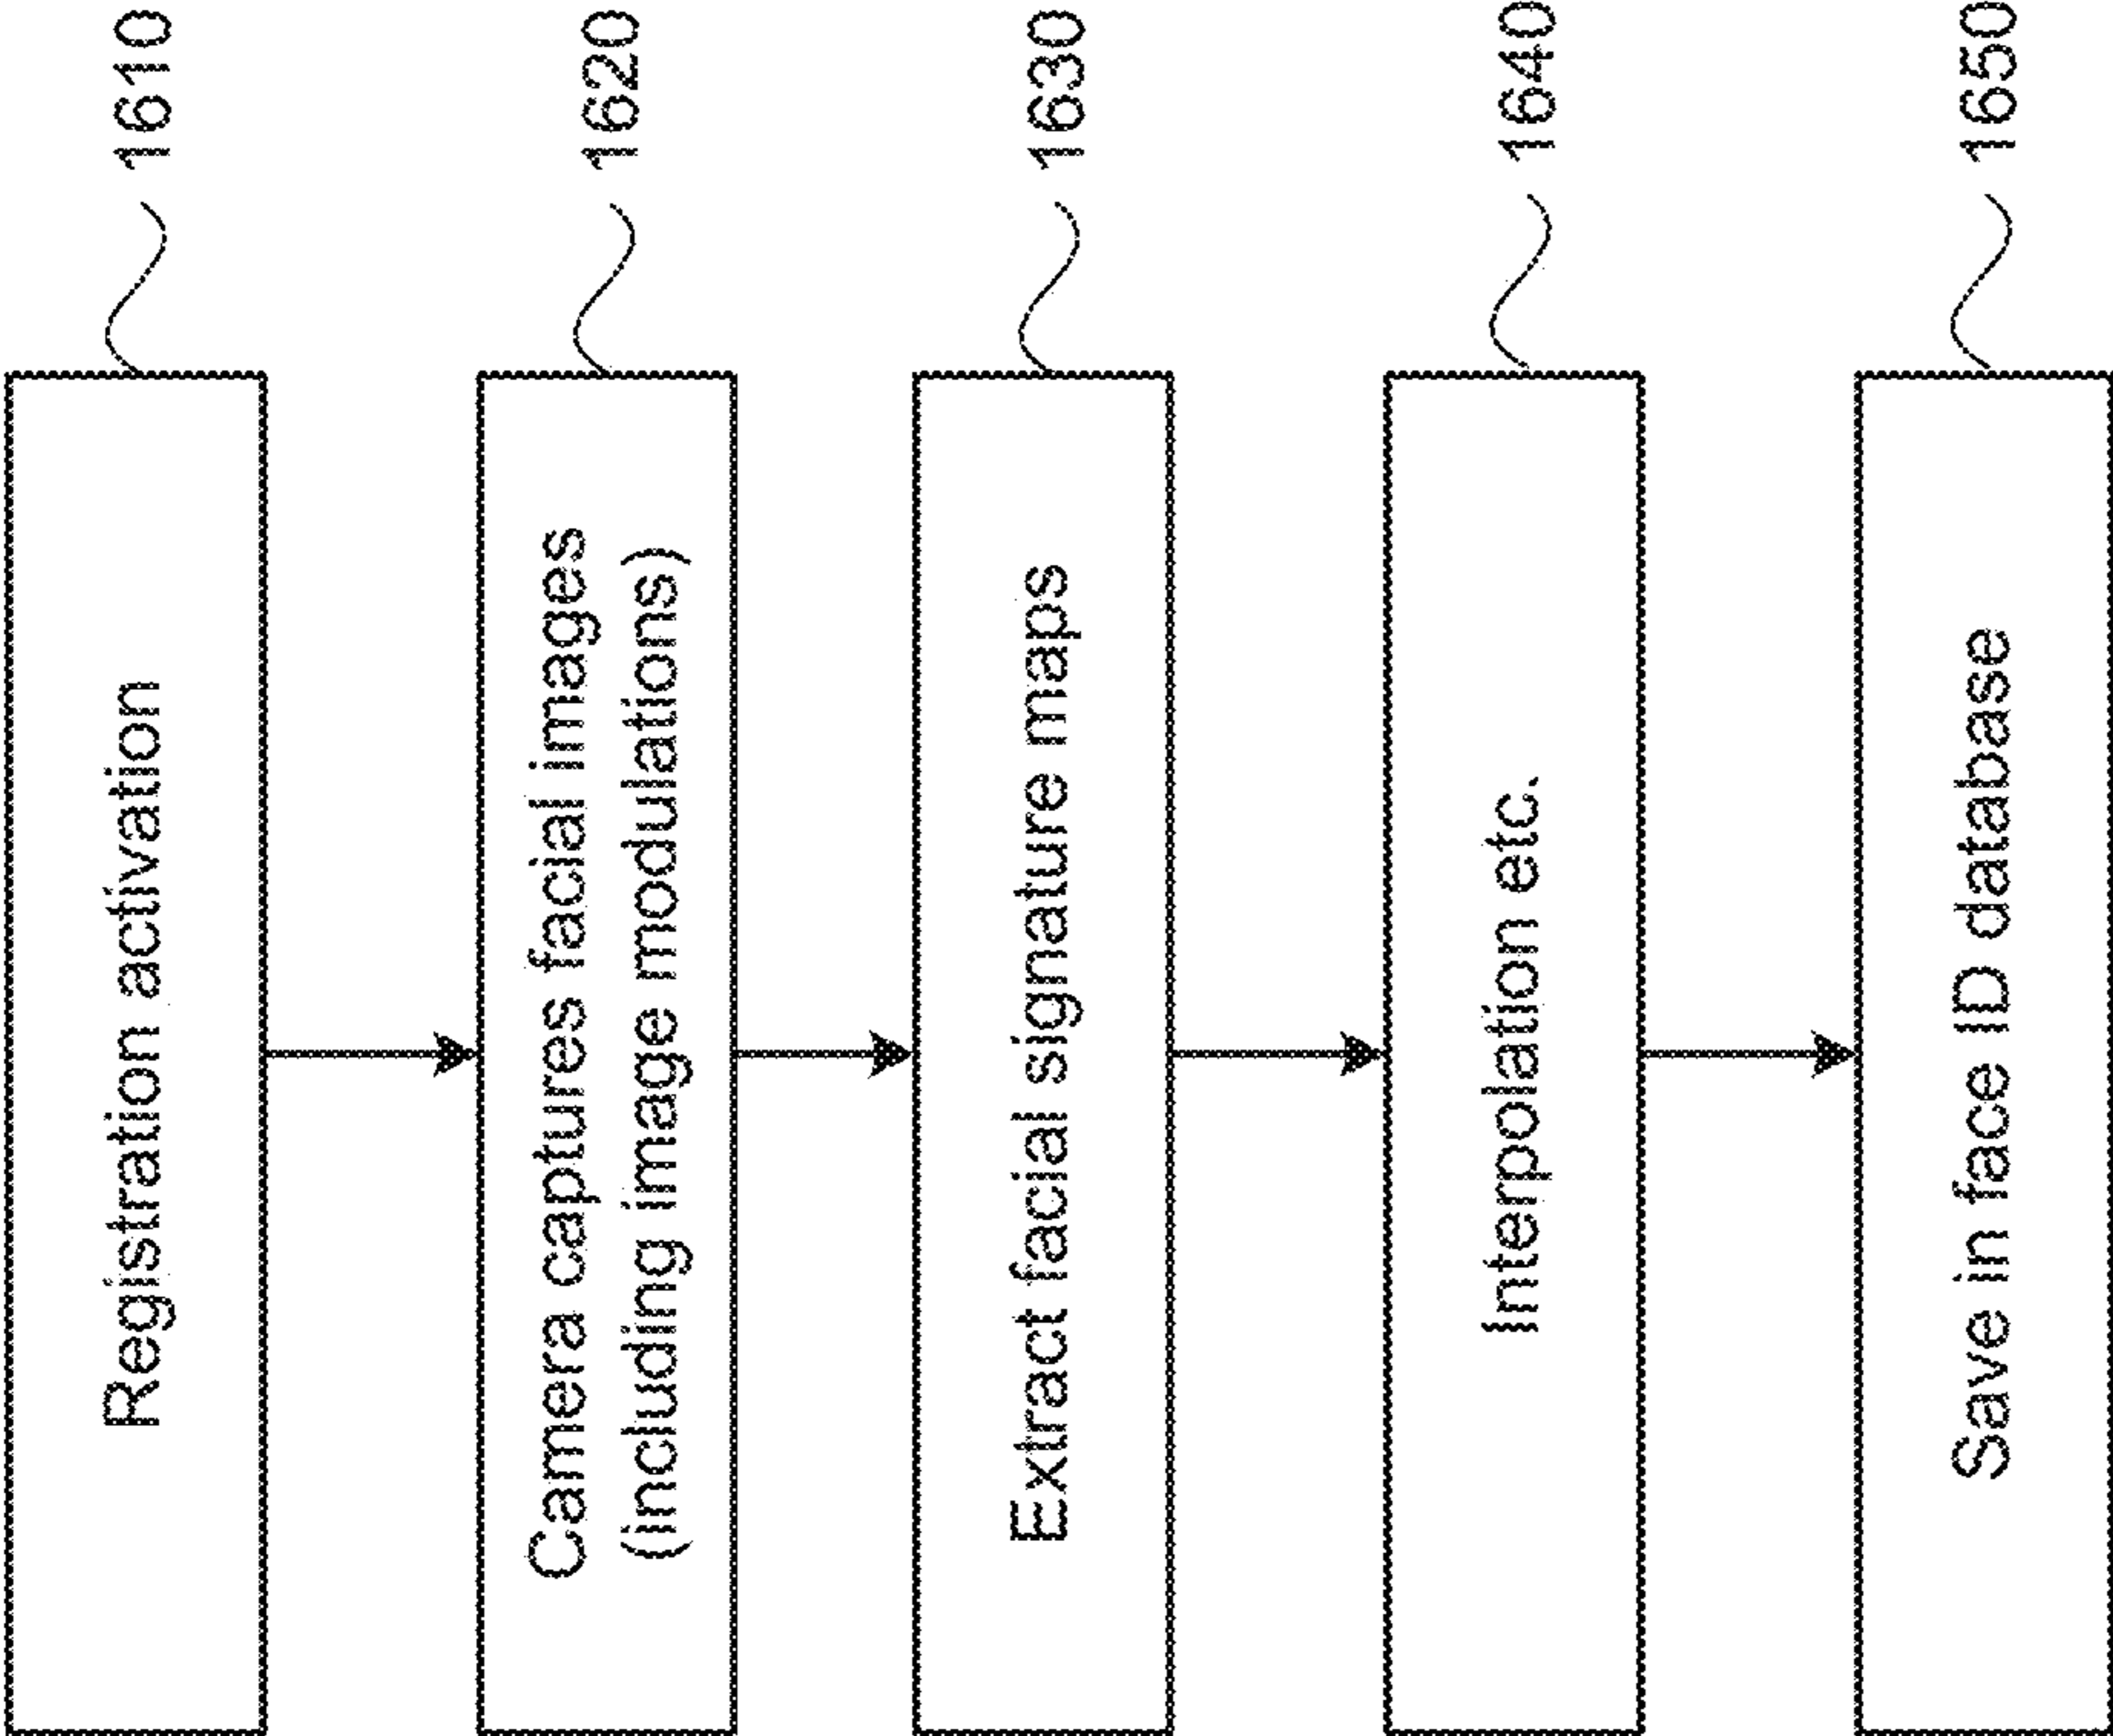 Registration activation
1610
Camera captures facial images
(including image modulations)
1620
Extract facial signature maps
1630
Interpolation etc.
1640
Save in face ID database
1650